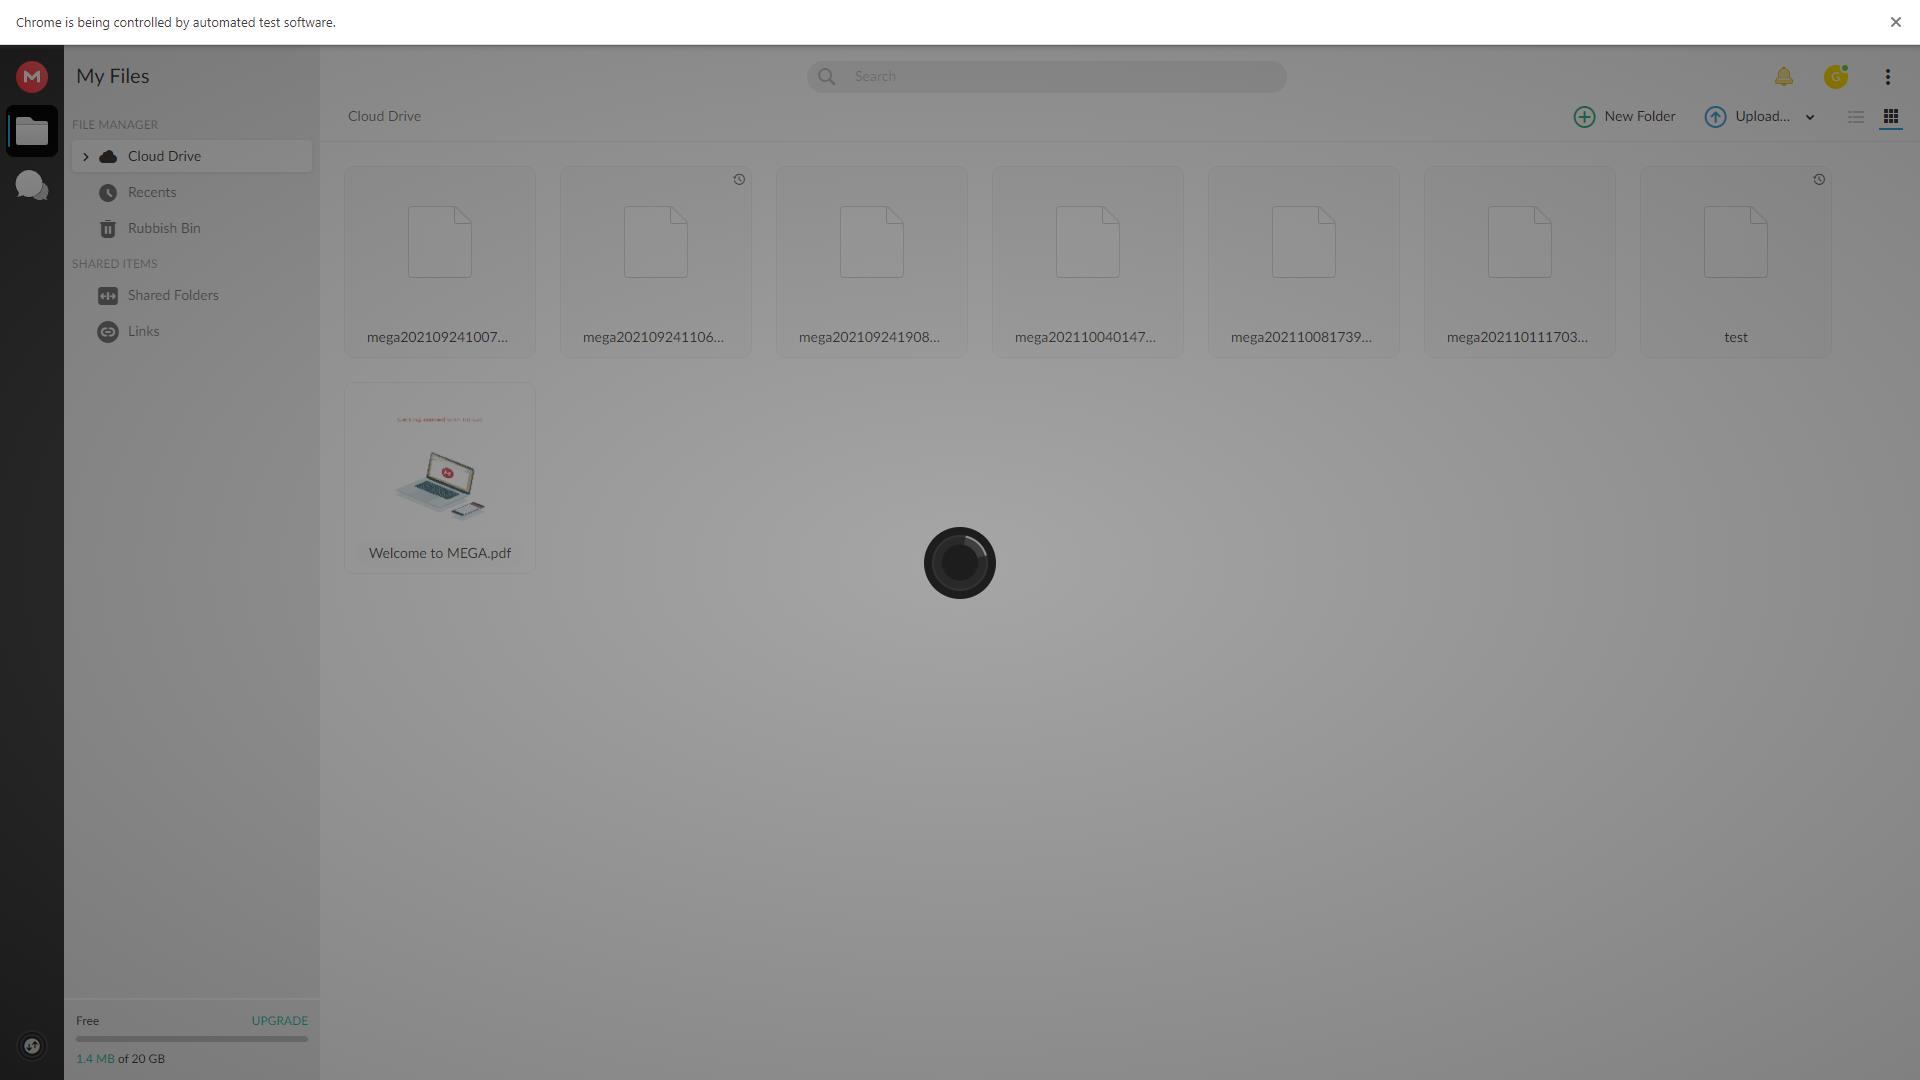 Chrome is being controlled by automated test software.
My Files
Search
G
Cloud Drive
New Folder
Upload...
FILE MANAGER
Cloud Drive
Recents
Rubbish Bin
SHARED ITEMS
Shared Folders
Links
mega202109241007...
mega202109241106...
mega202109241908...
mega202110040147...
mega202110081739...
mega202110111703...
test
Welcome to MEGA.pdf
Free
UPGRADE
1.4 MB of 20 GB